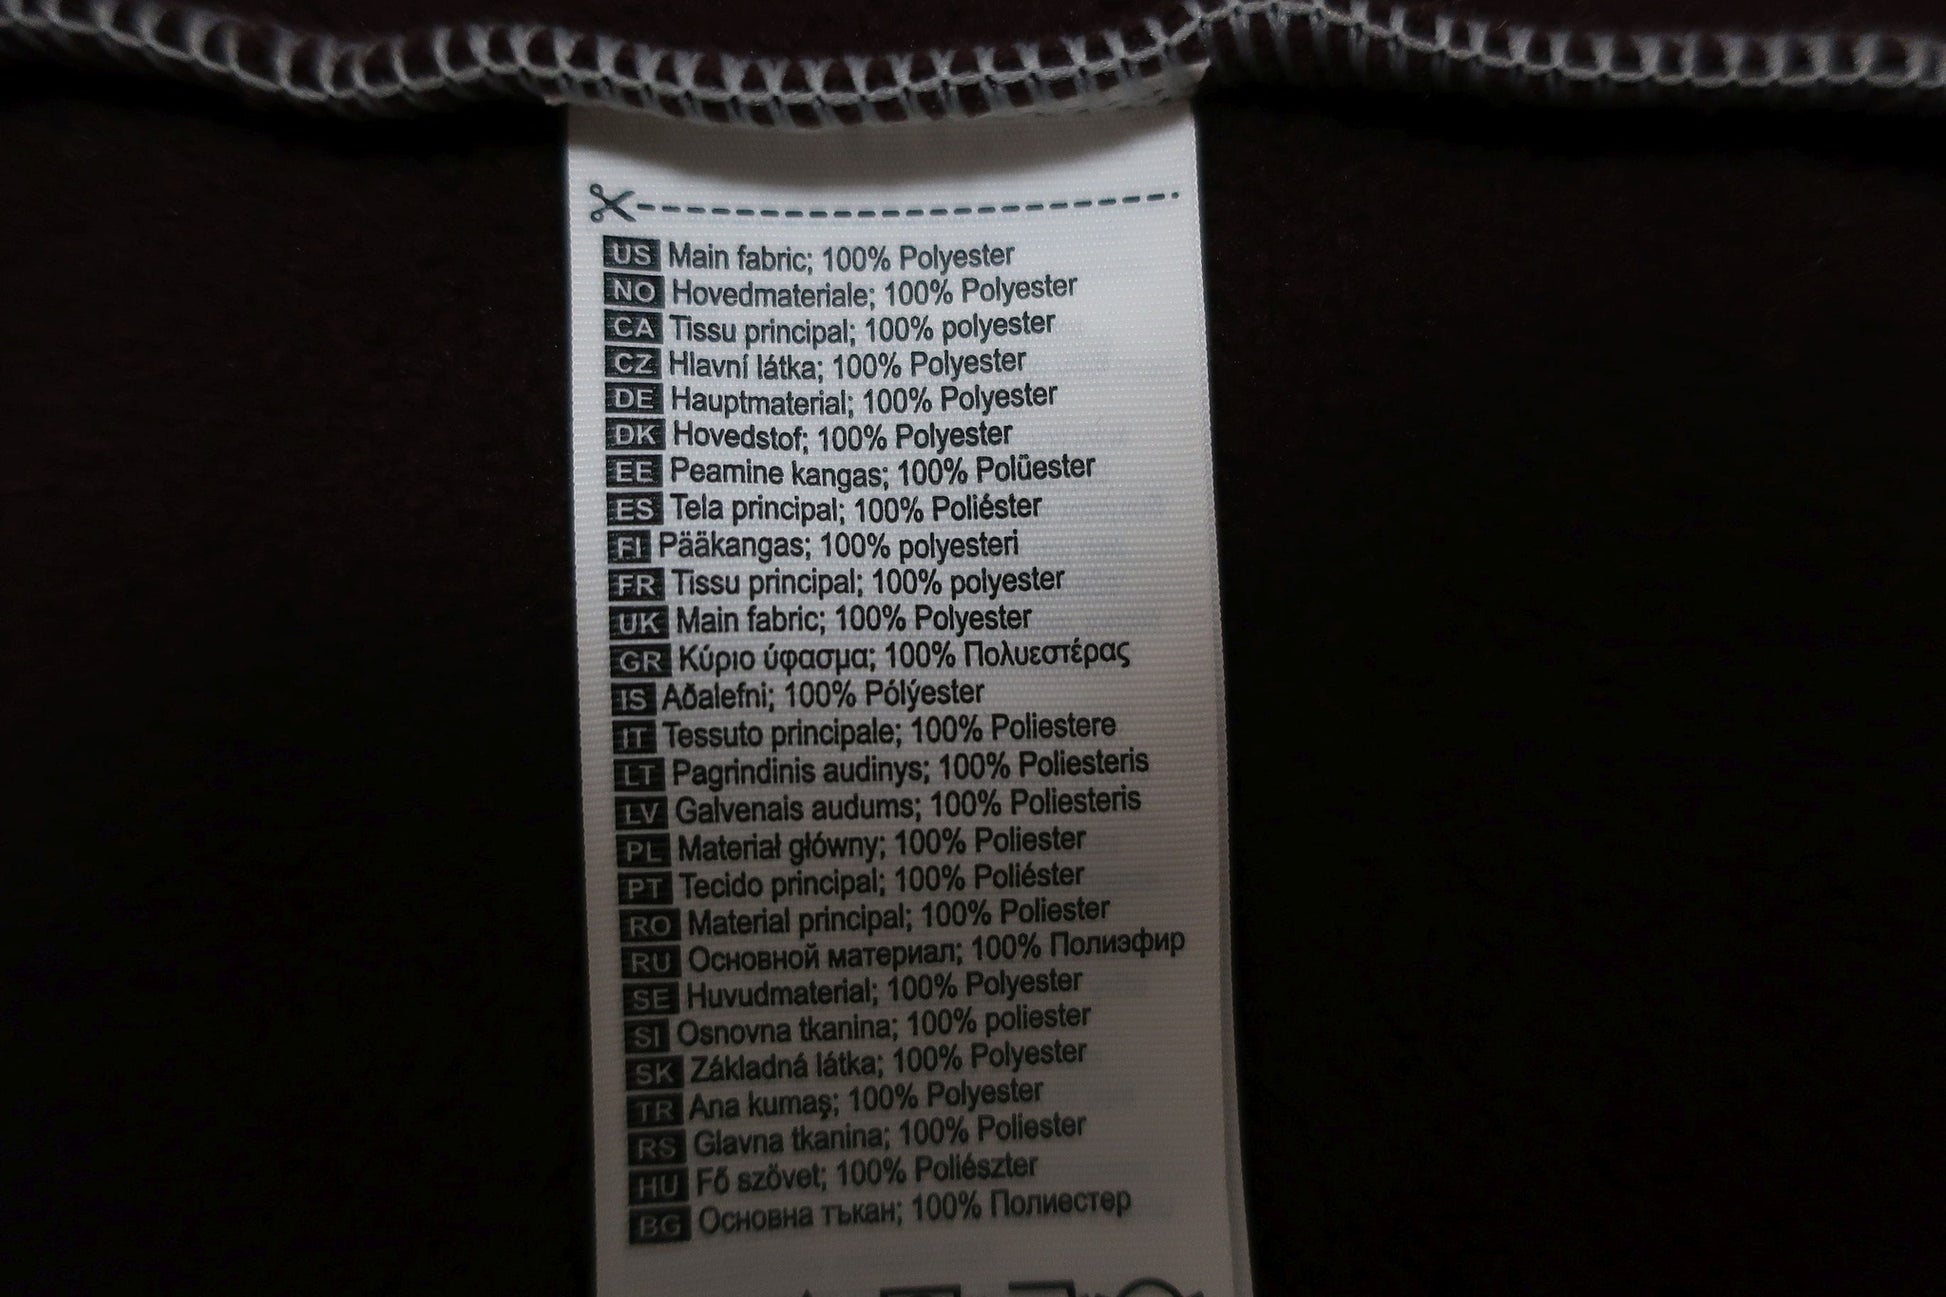 US Main fabric; 100% Polyester
NO Hovedmateriale; 100% Polyester
CA Tissu principal; 100% polyester
CZ Hlavní látka; 100% Polyester
DE Hauptmaterial; 100% Polyester
DK Hovedstof; 100% Polyester
EE Peamine kangas; 100% Polüester
ES Tela principal; 100% Poliéster
FI Pääkangas; 100% polyesteri
FR Tissu principal; 100% polyester
UK Main fabric; 100% Polyester
GR Κύριο ύφασμα; 100% Πολυεστέρας
IS Aðalefni; 100% Pólýester
IT Tessuto principale; 100% Poliestere
LT Pagrindinis audinys; 100% Poliesteris
LV Galvenais audums; 100% Poliesteris
PL Materiał główny; 100% Poliester
PT Tecido principal; 100% Poliéster
RO Material principal; 100% Poliester
RU Основной материал; 100% Полиэфир
SE Huvudmaterial; 100% Polyester
SI Osnovna tkanina; 100% poliester
SK Základná látka; 100% Polyester
TR Ana kumaş; 100% Polyester
RS Glavna tkanina; 100% Poliester
HU Fő szövet; 100% Poliészter
BG Основна тъкан; 100% Полиестер